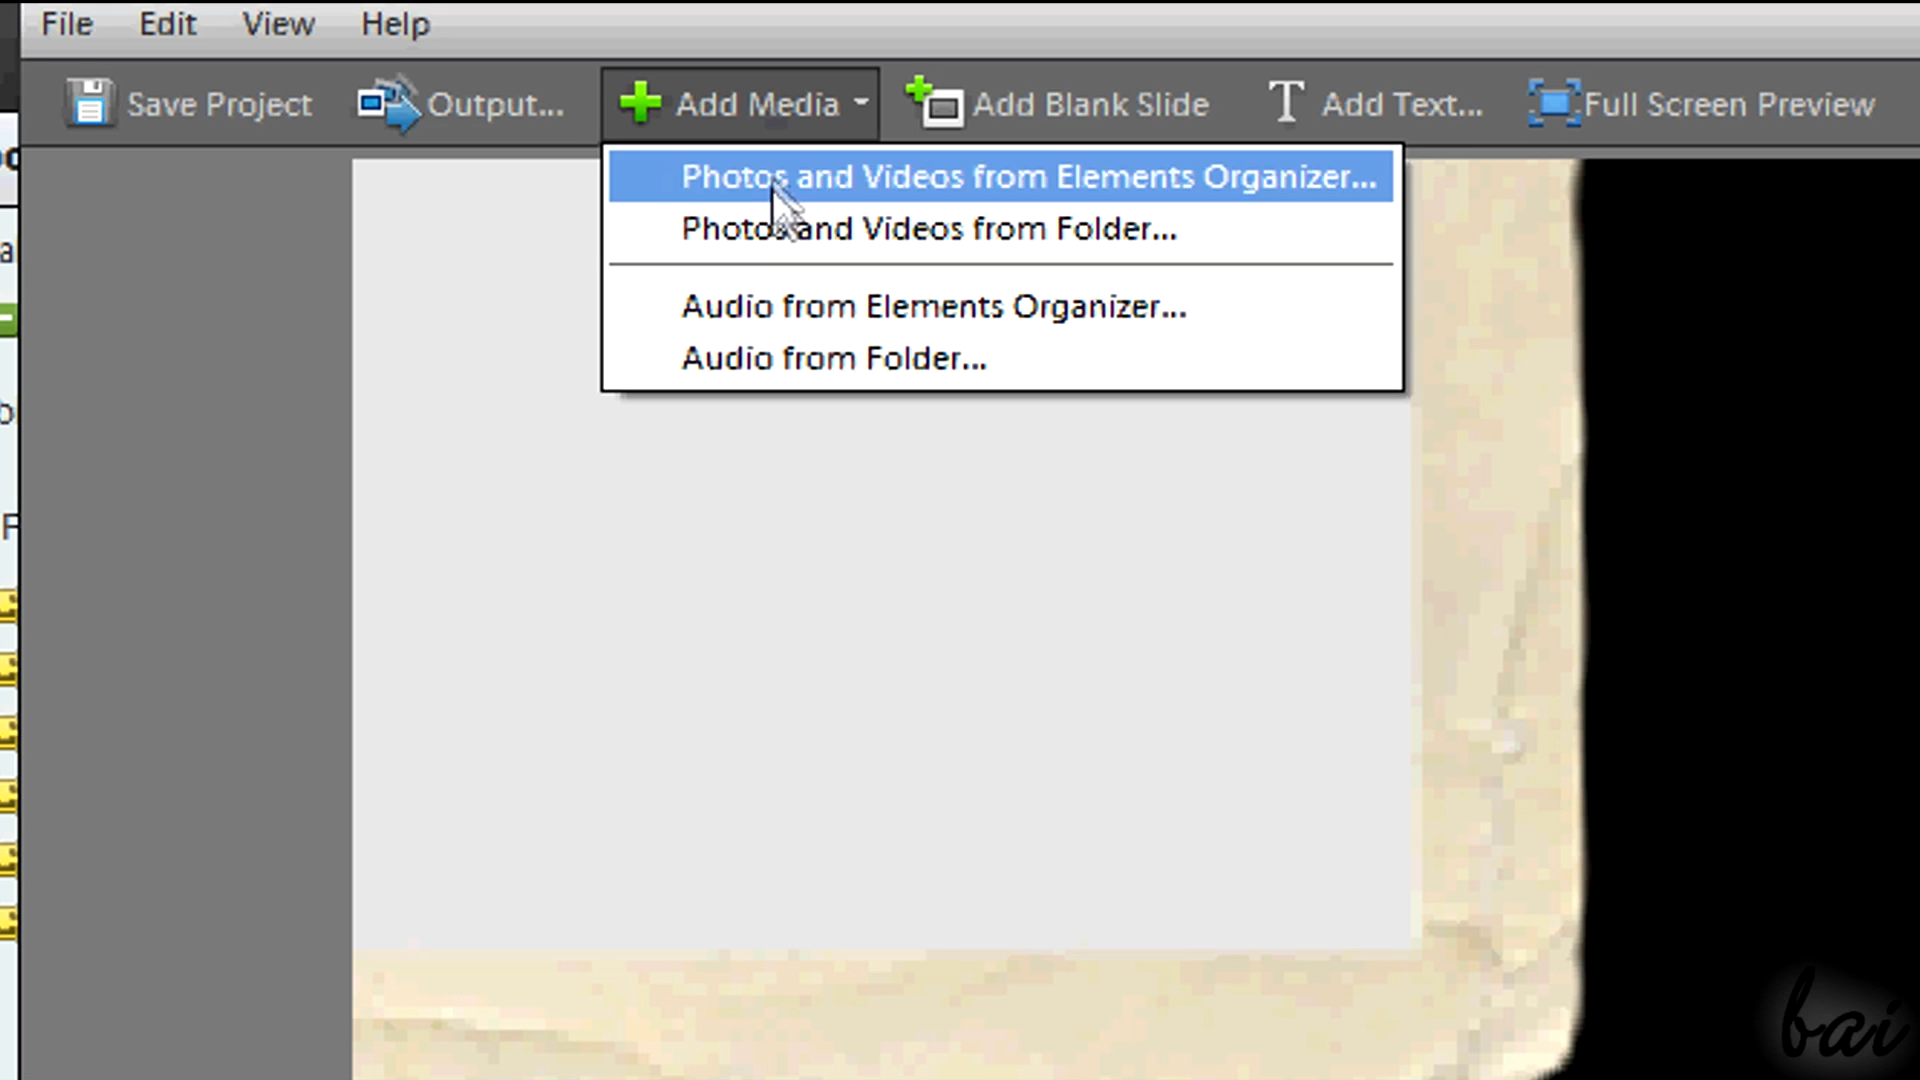 File Edit View Help
Save Project Output... Add Media Add Blank Slide Add Text... Full Screen Preview
Photos and Videos from Elements Organizer...
Photos and Videos from Folder...
Audio from Elements Organizer...
Audio from Folder...
bai